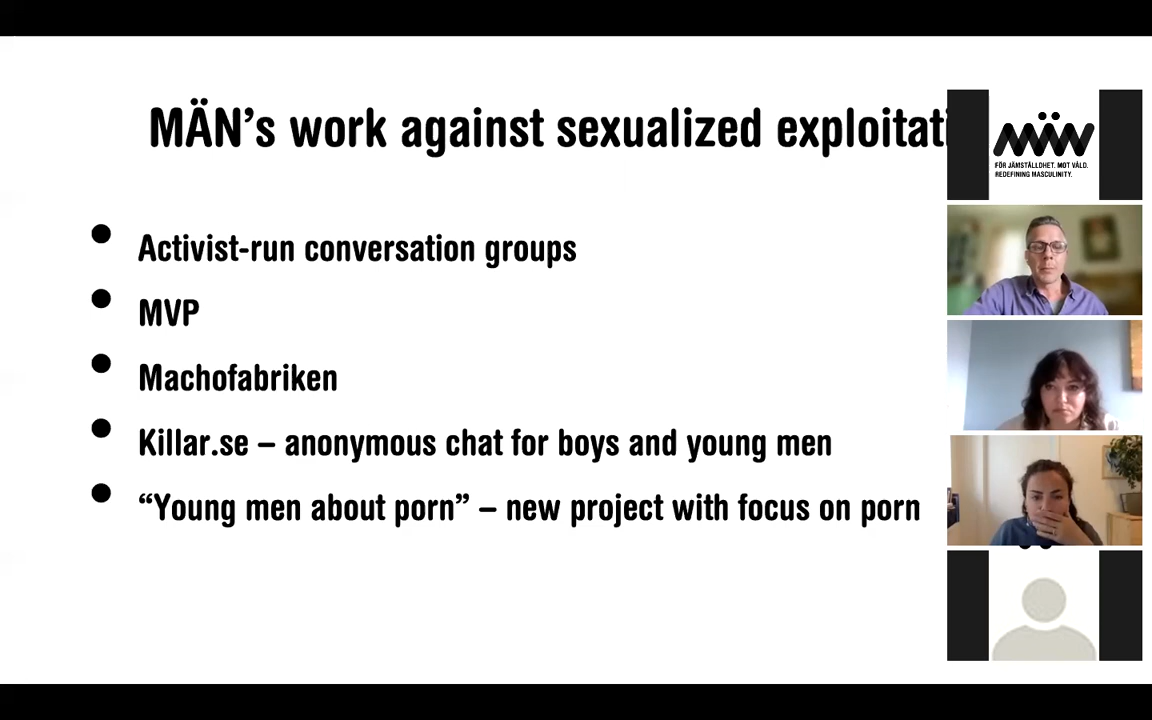 MÄN’s work against sexualized exploitati
Activist-run conversation groups
MVP
Machofabriken
Killar.se – anonymous chat for boys and young men
“Young men about porn” – new project with focus on porn
MÄN
FÖR JÄMSTÄLLDHET. MOT VÅLD.
REDEFINING MASCULINITY.